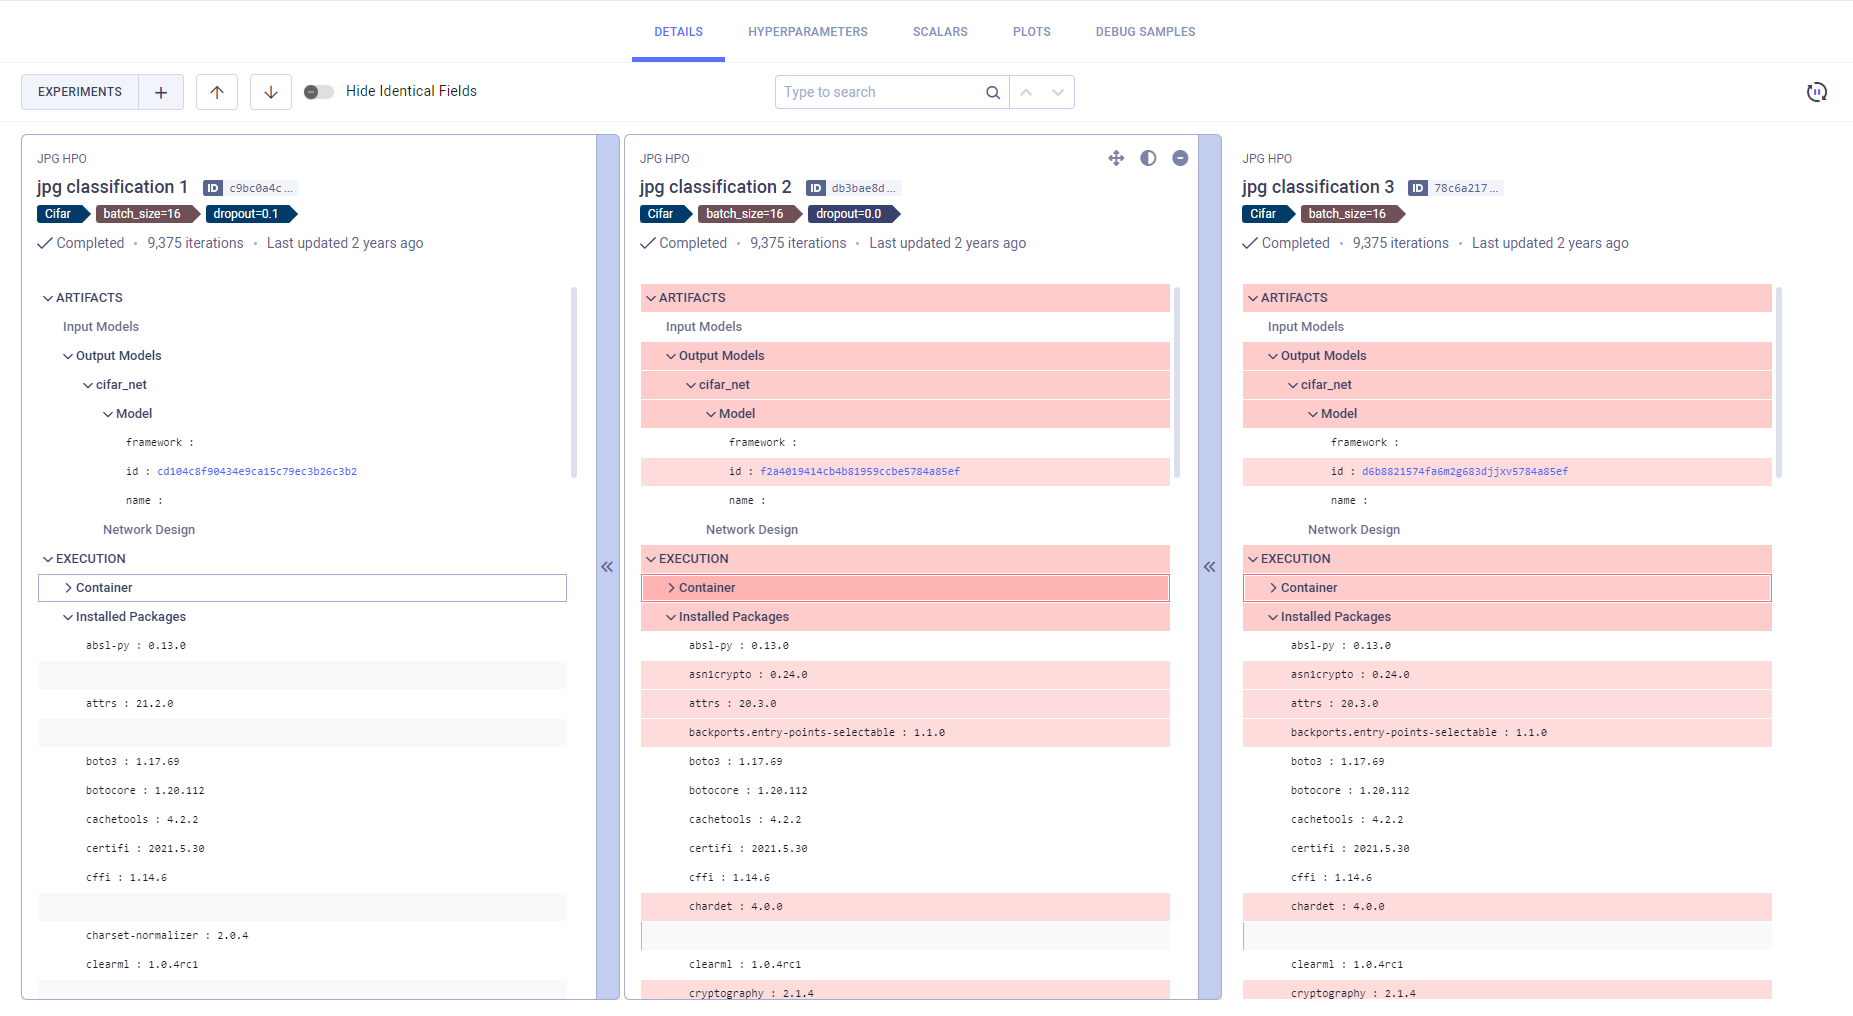 DETAILS HYPERPARAMETERS SCALARS PLOTS DEBUG SAMPLES
EXPERIMENTS + Hide Identical Fields Type to search
JPG HPO
jpg classification 1 ID c9bc0a4c...
Cifar batch_size=16 dropout=0.1
Completed • 9,375 iterations • Last updated 2 years ago
ARTIFACTS
Input Models
Output Models
cifar_net
Model
framework :
id : cd104c8f90434e9ca15c79ec3b26c3b2
name :
Network Design
EXECUTION
Container
Installed Packages
absl-py : 0.13.0
attrs : 21.2.0
boto3 : 1.17.69
botocore : 1.20.112
cachetools : 4.2.2
certifi : 2021.5.30
cffi : 1.14.6
charset-normalizer : 2.0.4
clearml : 1.0.4rc1
JPG HPO
jpg classification 2 ID db3bae8d...
Cifar batch_size=16 dropout=0.0
Completed • 9,375 iterations • Last updated 2 years ago
ARTIFACTS
Input Models
Output Models
cifar_net
Model
framework :
id : f2a4019414cb4b81959ccbe5784a85ef
name :
Network Design
EXECUTION
Container
Installed Packages
absl-py : 0.13.0
asn1crypto : 0.24.0
attrs : 20.3.0
backports.entry-points-selectable : 1.1.0
boto3 : 1.17.69
botocore : 1.20.112
cachetools : 4.2.2
certifi : 2021.5.30
cffi : 1.14.6
chardet : 4.0.0
clearml : 1.0.4rc1
cryptography : 2.1.4
JPG HPO
jpg classification 3 ID 78c6a217...
Cifar batch_size=16
Completed • 9,375 iterations • Last updated 2 years ago
ARTIFACTS
Input Models
Output Models
cifar_net
Model
framework :
id : d6b8821574fa6m2g683djjxv5784a85ef
name :
Network Design
EXECUTION
Container
Installed Packages
absl-py : 0.13.0
asn1crypto : 0.24.0
attrs : 20.3.0
backports.entry-points-selectable : 1.1.0
boto3 : 1.17.69
botocore : 1.20.112
cachetools : 4.2.2
certifi : 2021.5.30
cffi : 1.14.6
chardet : 4.0.0
clearml : 1.0.4rc1
cryptography : 2.1.4